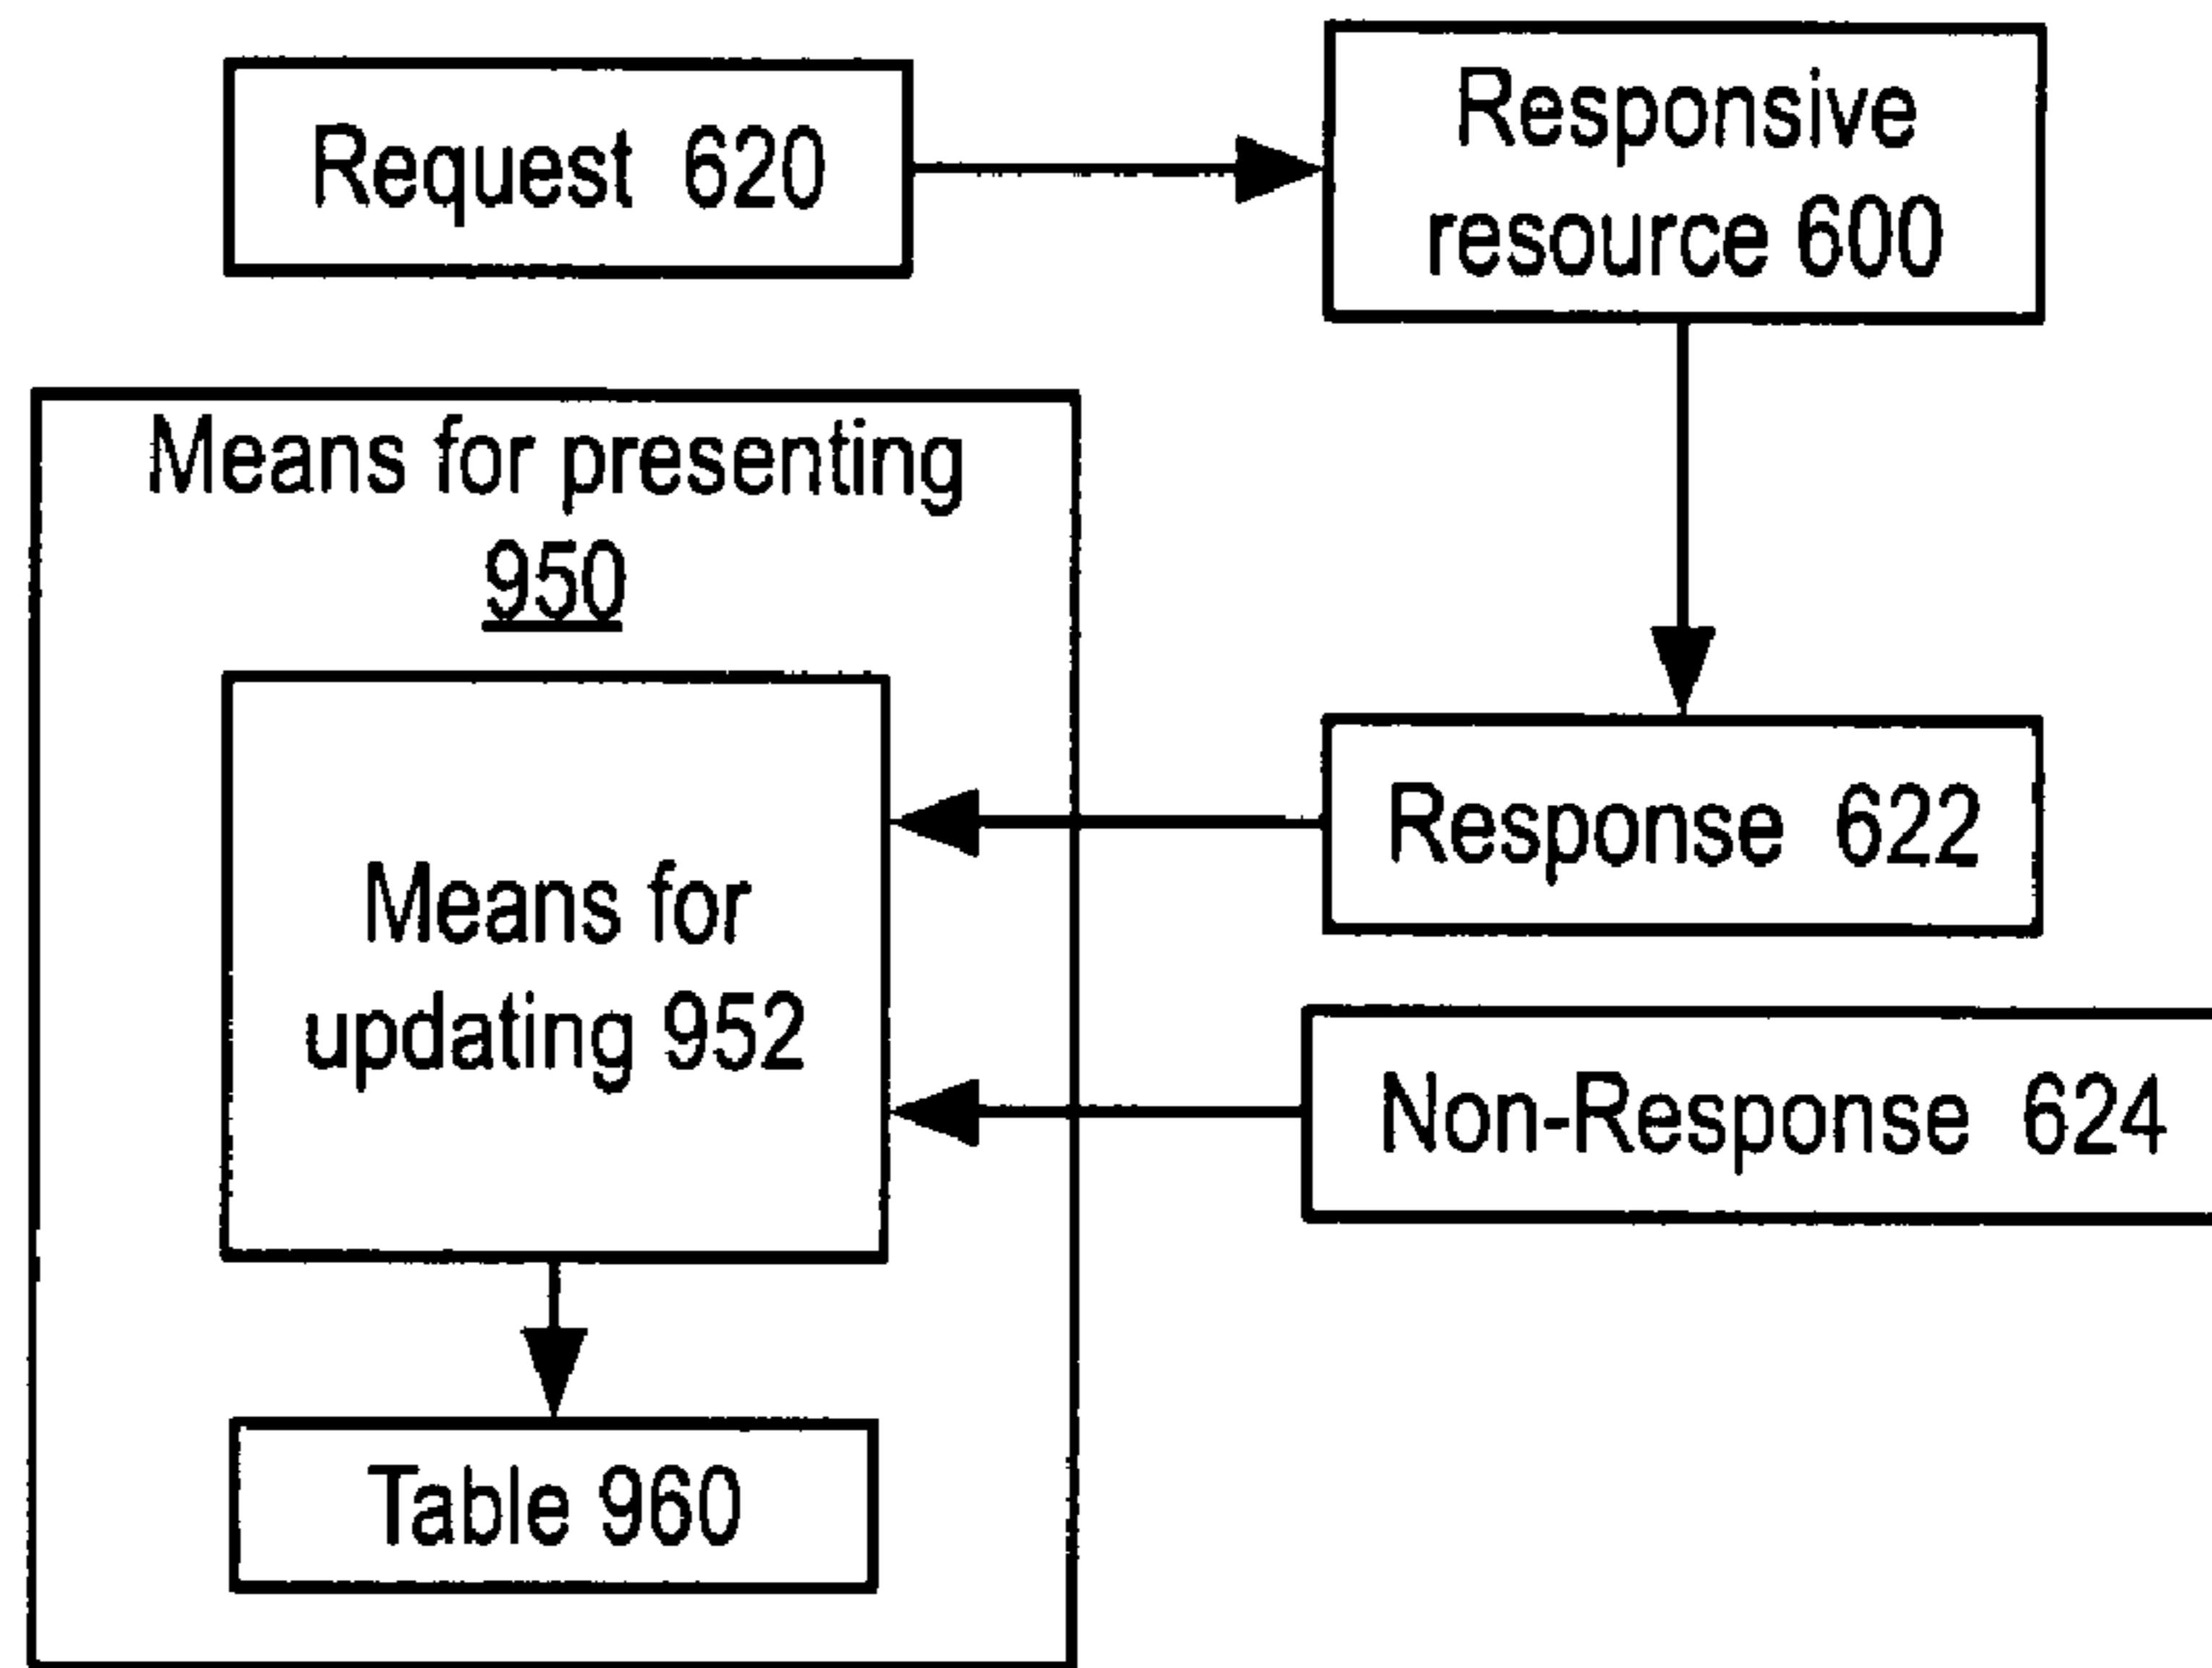 Request 620
Responsive
resource 600
Means for presenting
950
Means for
updating 952
Response 622
Non-Response 624
Table 960